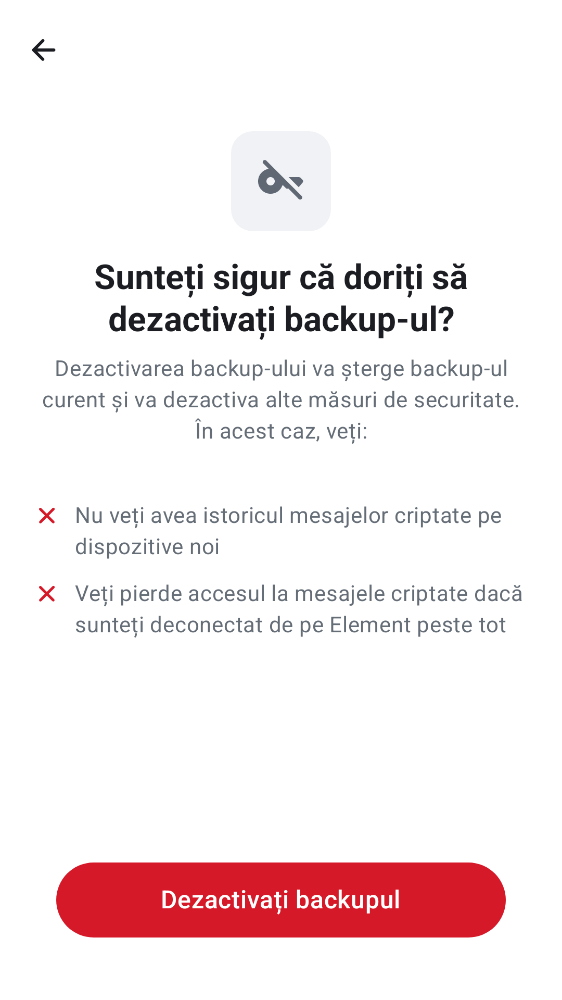 Sunteți sigur că doriți să
dezactivați backup-ul?
Dezactivarea backup-ului va șterge backup-ul
curent și va dezactiva alte măsuri de securitate.
În acest caz, veți:
Nu veți avea istoricul mesajelor criptate pe
dispozitive noi
Veți pierde accesul la mesajele criptate dacă
sunteți deconectat de pe Element peste tot
Dezactivați backupul